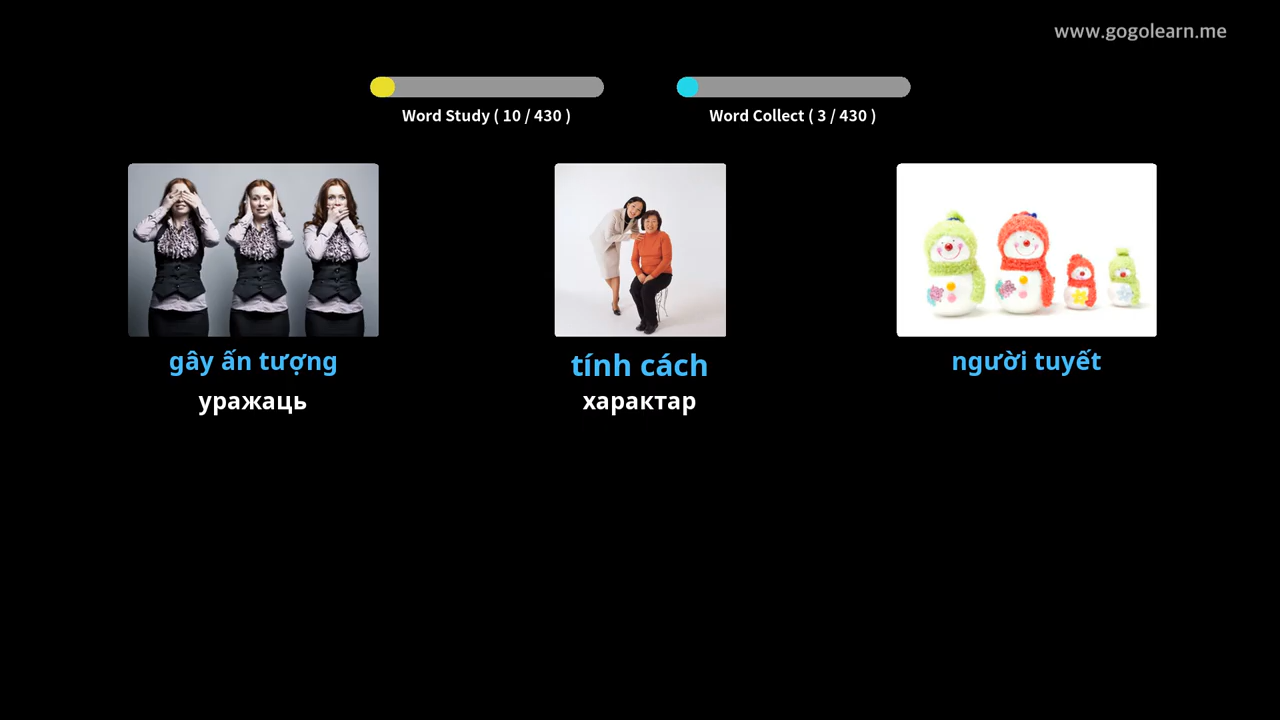 www.gogolearn.me
Word Study ( 10 / 430 )
Word Collect ( 3 / 430 )
gây ấn tượng
уражаць
tính cách
характар
người tuyết